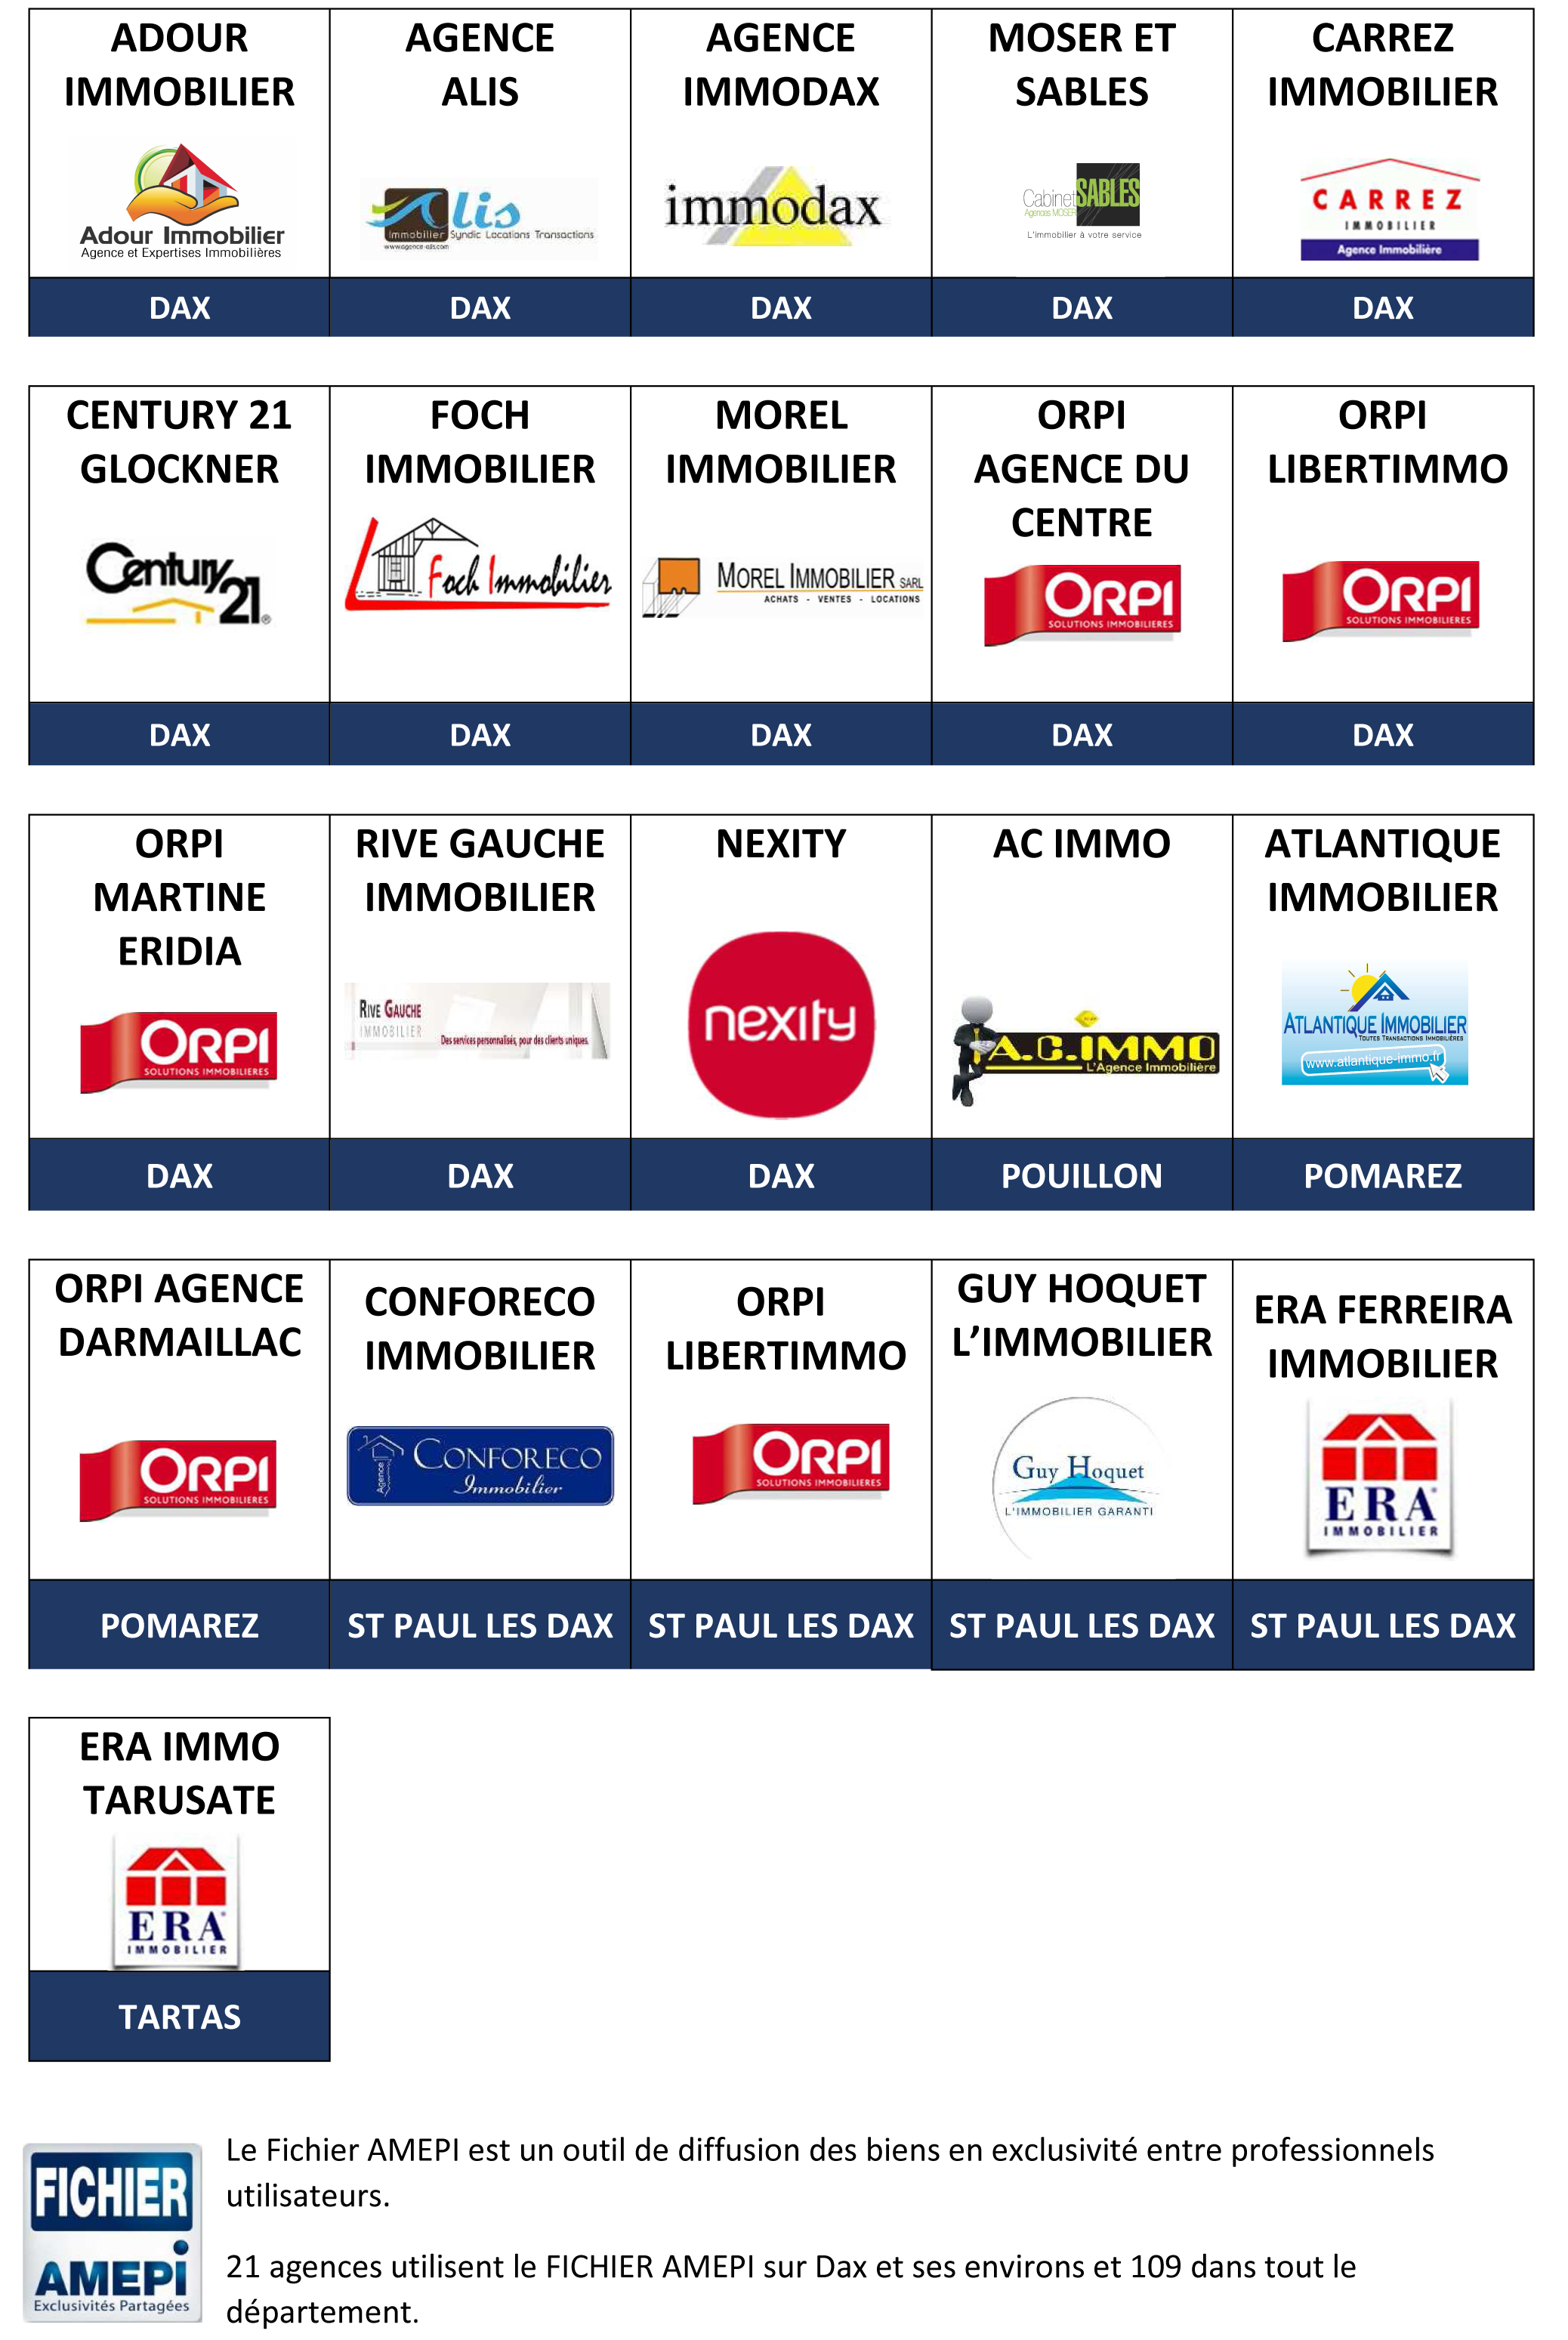 ADOUR
IMMOBILIER
Adour Immobilier
Agence et Expertises Immobilières
DAX
AGENCE
ALIS
Alis
Immobilier Syndic Locations Transactions
www.agence-alis.com
DAX
AGENCE
IMMODAX
immodax
DAX
MOSER ET
SABLES
Cabinet SABLES
Agences MOSER
L'immobilier à votre service
DAX
CARREZ
IMMOBILIER
CARREZ
IMMOBILIER
Agence Immobilière
DAX
CENTURY 21
GLOCKNER
Century 21®
DAX
FOCH
IMMOBILIER
Foch Immobilier
DAX
MOREL
IMMOBILIER
MOREL IMMOBILIER SARL
ACHATS - VENTES - LOCATIONS
DAX
ORPI
AGENCE DU
CENTRE
ORPI
SOLUTIONS IMMOBILIERES
DAX
ORPI
LIBERTIMMO
ORPI
SOLUTIONS IMMOBILIERES
DAX
ORPI
MARTINE
ERIDIA
ORPI
SOLUTIONS IMMOBILIERES
DAX
RIVE GAUCHE
IMMOBILIER
RIVE GAUCHE
IMMOBILIER
Des services personnalisés, pour des clients uniques.
DAX
NEXITY
nexity
DAX
AC IMMO
A.C.IMMO
L'Agence Immobilière
POUILLON
ATLANTIQUE
IMMOBILIER
ATLANTIQUE IMMOBILIER
TOUTES TRANSACTIONS IMMOBILIÈRES
www.atlantique-immo.fr
POMAREZ
ORPI AGENCE
DARMAILLAC
ORPI
SOLUTIONS IMMOBILIERES
POMAREZ
CONFORECO
IMMOBILIER
Agence
CONFORECO
Immobilier
ST PAUL LES DAX
ORPI
LIBERTIMMO
ORPI
SOLUTIONS IMMOBILIERES
ST PAUL LES DAX
GUY HOQUET
L’IMMOBILIER
Guy Hoquet
L'IMMOBILIER GARANTI
ST PAUL LES DAX
ERA FERREIRA
IMMOBILIER
ERA
IMMOBILIER
ST PAUL LES DAX
ERA IMMO
TARUSATE
ERA
IMMOBILIER
TARTAS
FICHIER
AMEPI
Exclusivités Partagées
Le Fichier AMEPI est un outil de diffusion des biens en exclusivité entre professionnels
utilisateurs.
21 agences utilisent le FICHIER AMEPI sur Dax et ses environs et 109 dans tout le
département.